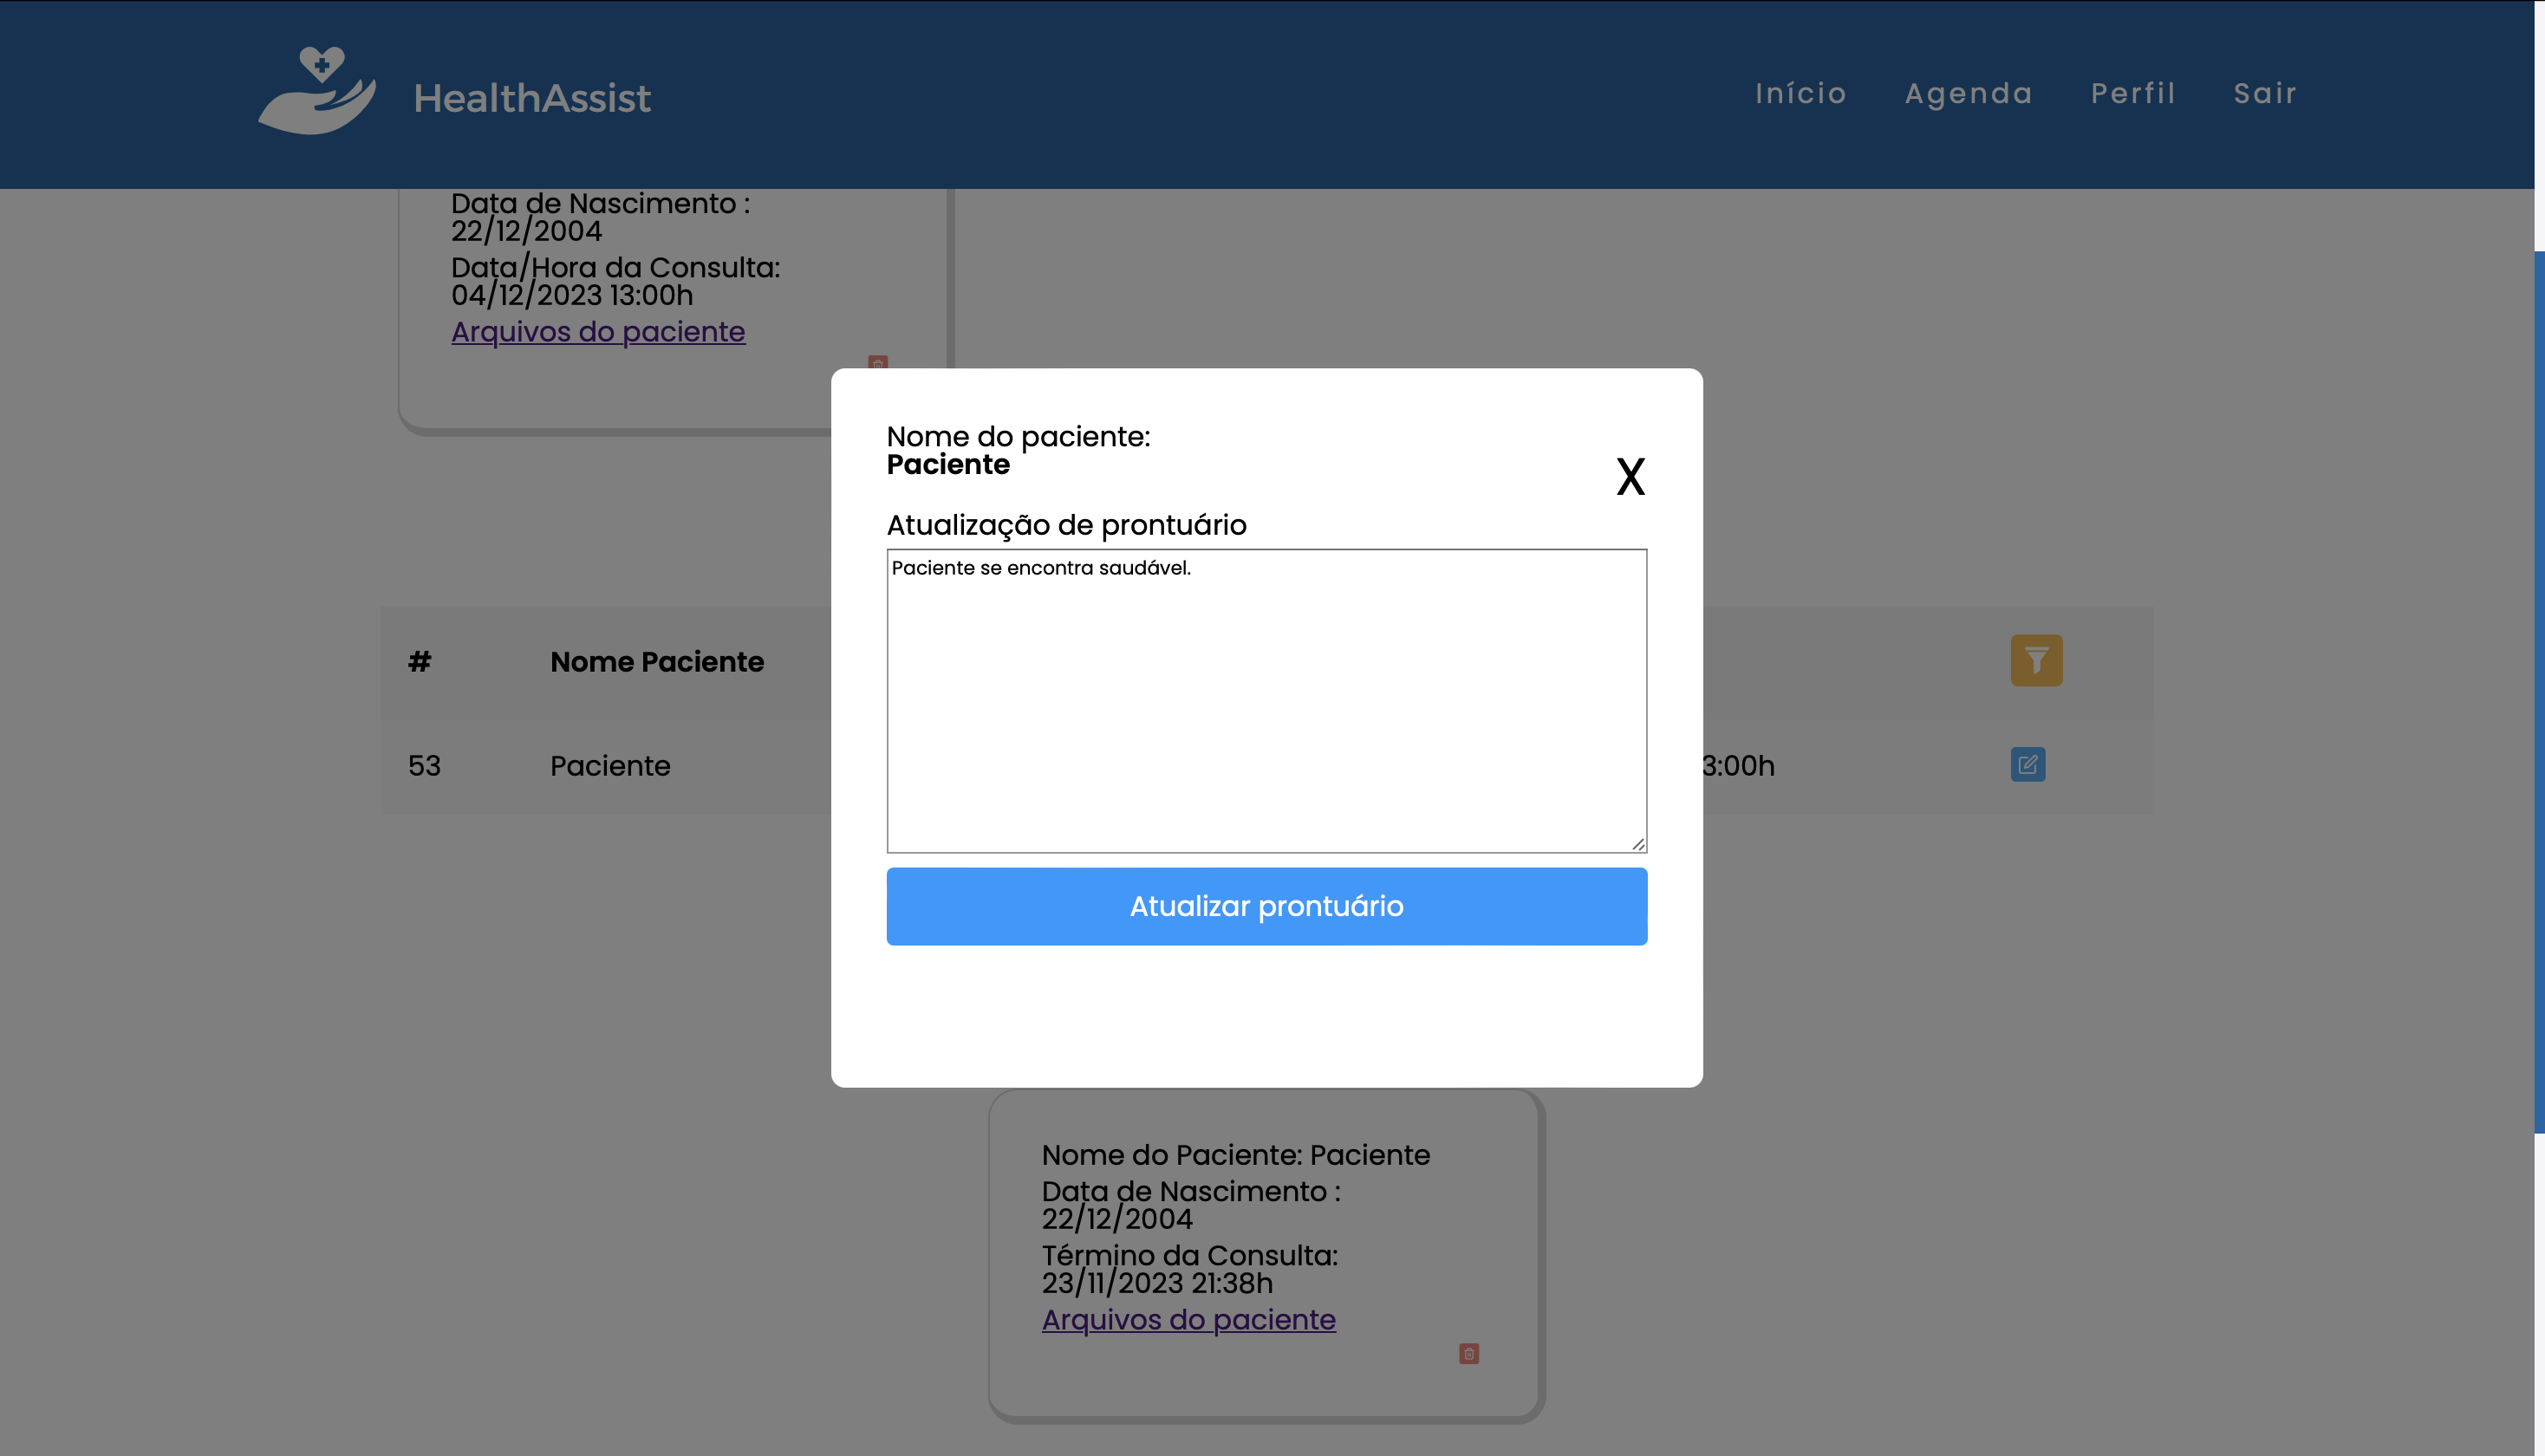 HealthAssist
Início Agenda Perfil Sair
Data de Nascimento :
22/12/2004
Data/Hora da Consulta:
04/12/2023 13:00h
Arquivos do paciente
Nome do paciente:
Paciente
X
Atualização de prontuário
Paciente se encontra saudável.
Atualizar prontuário
# Nome Paciente
53 Paciente 3:00h
Nome do Paciente: Paciente
Data de Nascimento :
22/12/2004
Término da Consulta:
23/11/2023 21:38h
Arquivos do paciente